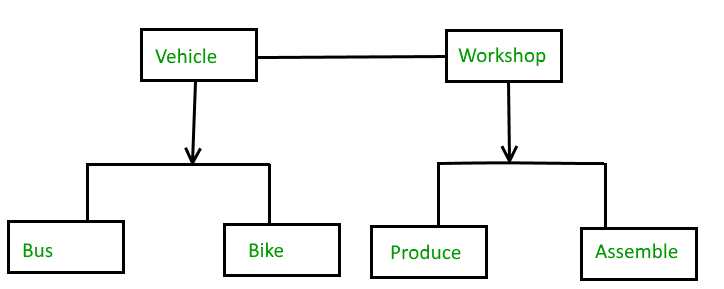 Vehicle
Workshop
Bus
Bike
Produce
Assemble